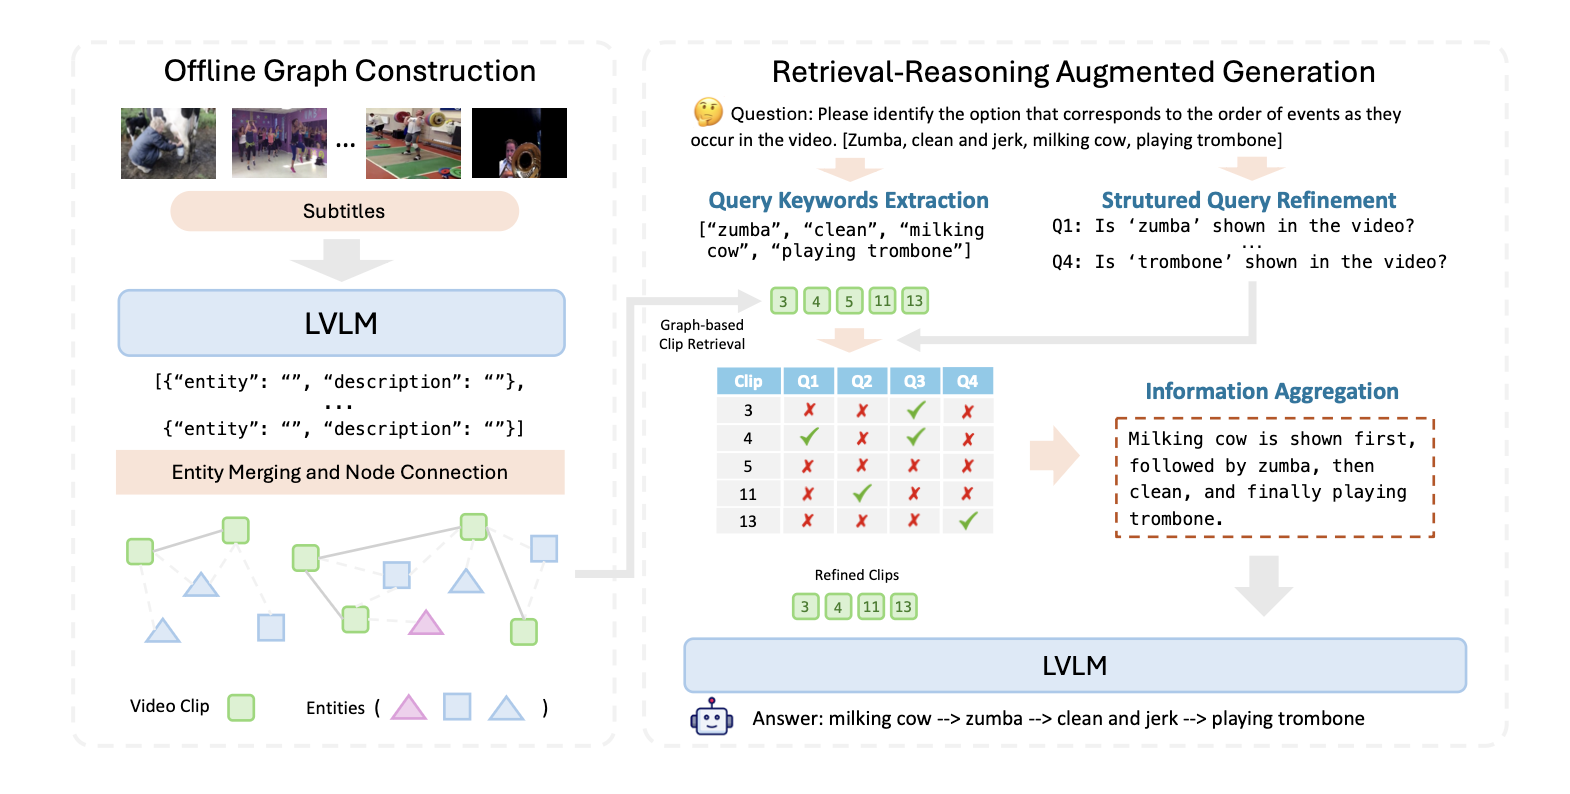 Offline Graph Construction
...
Subtitles
LVLM
[{“entity”: “”, “description”: “”},
...
{“entity”: “”, “description”: “”}]
Entity Merging and Node Connection
Video Clip
Entities ( )
Retrieval-Reasoning Augmented Generation
Question: Please identify the option that corresponds to the order of events as they
occur in the video. [Zumba, clean and jerk, milking cow, playing trombone]
Query Keywords Extraction
[“zumba”, “clean”, “milking
cow”, “playing trombone”]
Strutured Query Refinement
Q1: Is ‘zumba’ shown in the video?
...
Q4: Is ‘trombone’ shown in the video?
3 4 5 11 13
Graph-based
Clip Retrieval
Clip Q1 Q2 Q3 Q4
3 ✗ ✗ ✓ ✗
4 ✓ ✗ ✓ ✗
5 ✗ ✗ ✗ ✗
11 ✗ ✓ ✗ ✗
13 ✗ ✗ ✗ ✓
Information Aggregation
Milking cow is shown first,
followed by zumba, then
clean, and finally playing
trombone.
Refined Clips
3 4 11 13
LVLM
Answer: milking cow --> zumba --> clean and jerk --> playing trombone